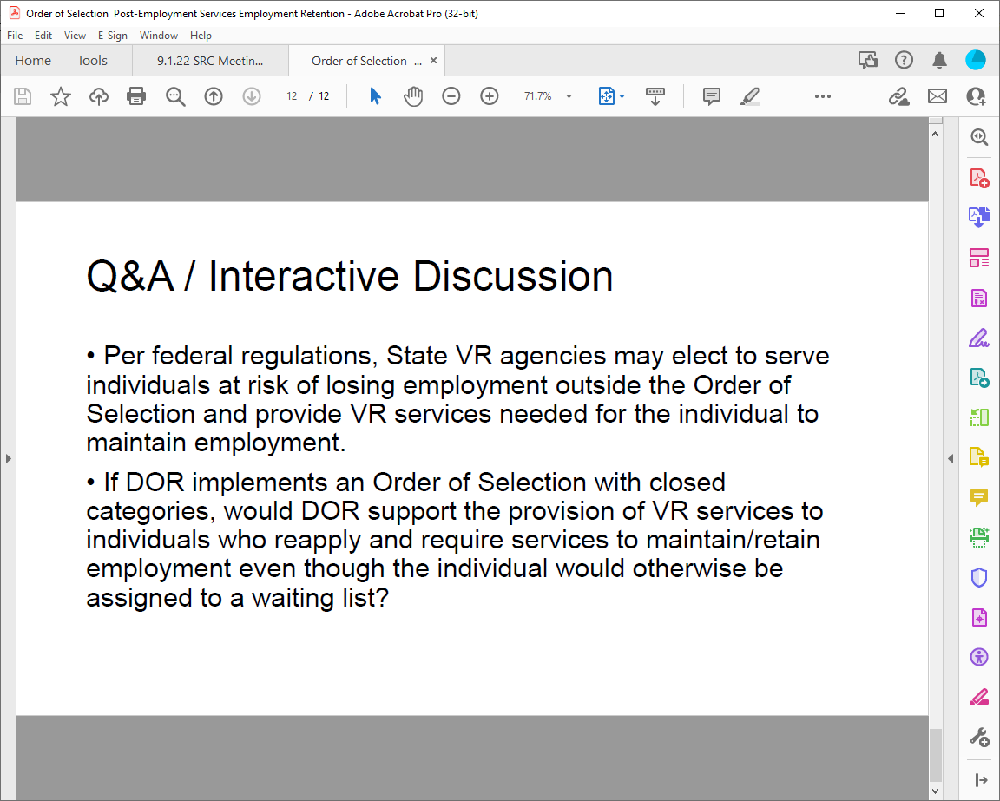 Order of Selection  Post-Employment Services Employment Retention - Adobe Acrobat Pro (32-bit)
File Edit View E-Sign Window Help
Home Tools 9.1.22 SRC Meetin... Order of Selection ... ×
12 / 12 71.7%
Q&A / Interactive Discussion
• Per federal regulations, State VR agencies may elect to serve
individuals at risk of losing employment outside the Order of
Selection and provide VR services needed for the individual to
maintain employment.
• If DOR implements an Order of Selection with closed
categories, would DOR support the provision of VR services to
individuals who reapply and require services to maintain/retain
employment even though the individual would otherwise be
assigned to a waiting list?